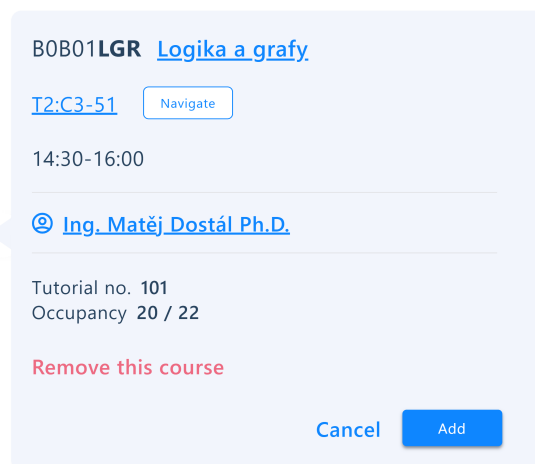 B0B01LGR Logika a grafy
T2:C3-51 Navigate
14:30-16:00
Ing. Matěj Dostál Ph.D.
Tutorial no. 101
Occupancy 20 / 22
Remove this course
Cancel Add